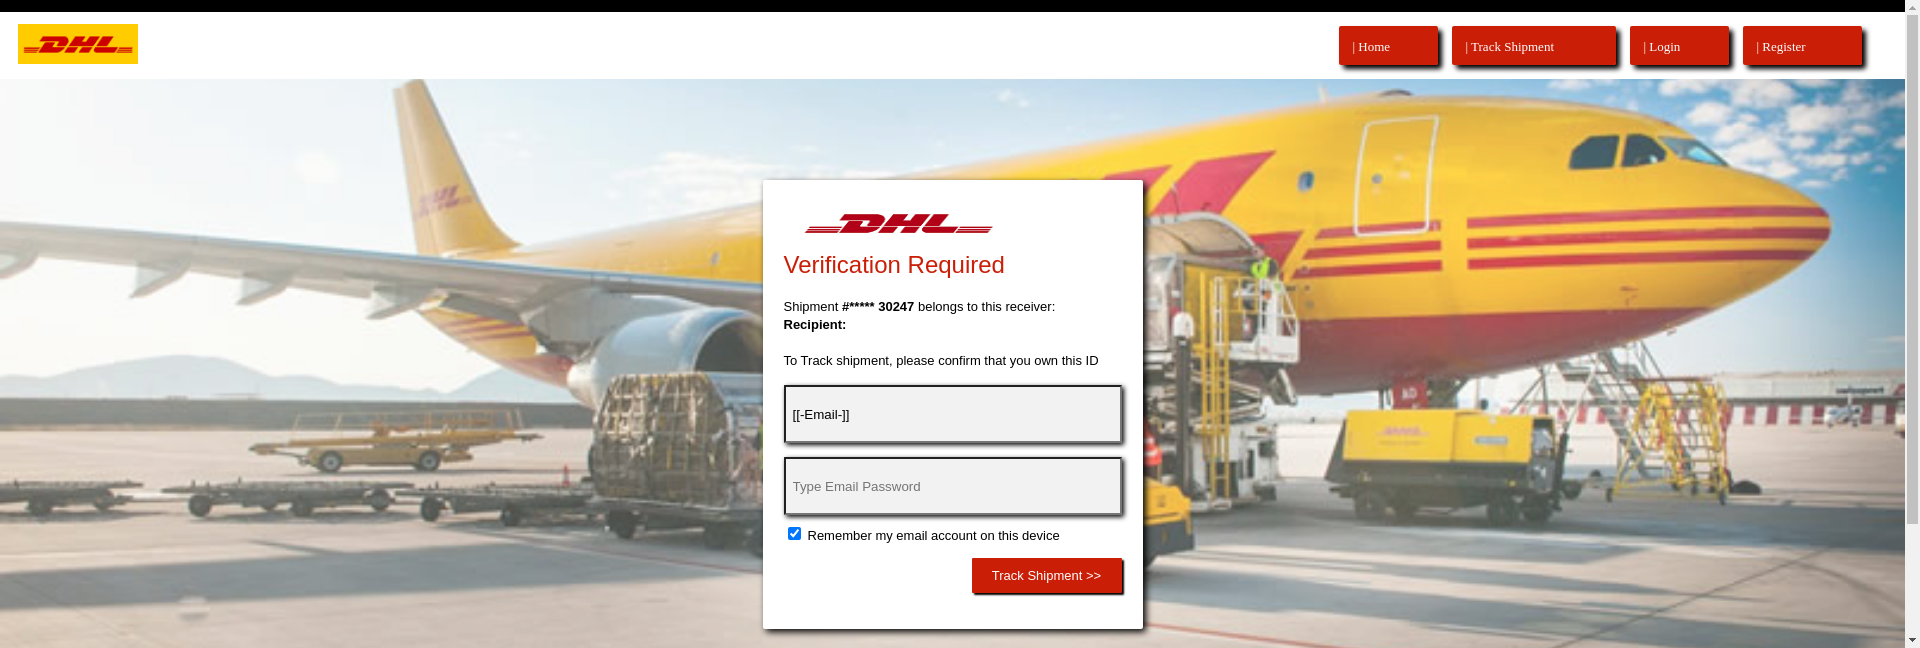 DHL
| Home
| Track Shipment
| Login
| Register
DHL
Verification Required
Shipment #***** 30247 belongs to this receiver:
Recipient:
To Track shipment, please confirm that you own this ID
[[-Email-]]
Type Email Password
Remember my email account on this device
Track Shipment >>